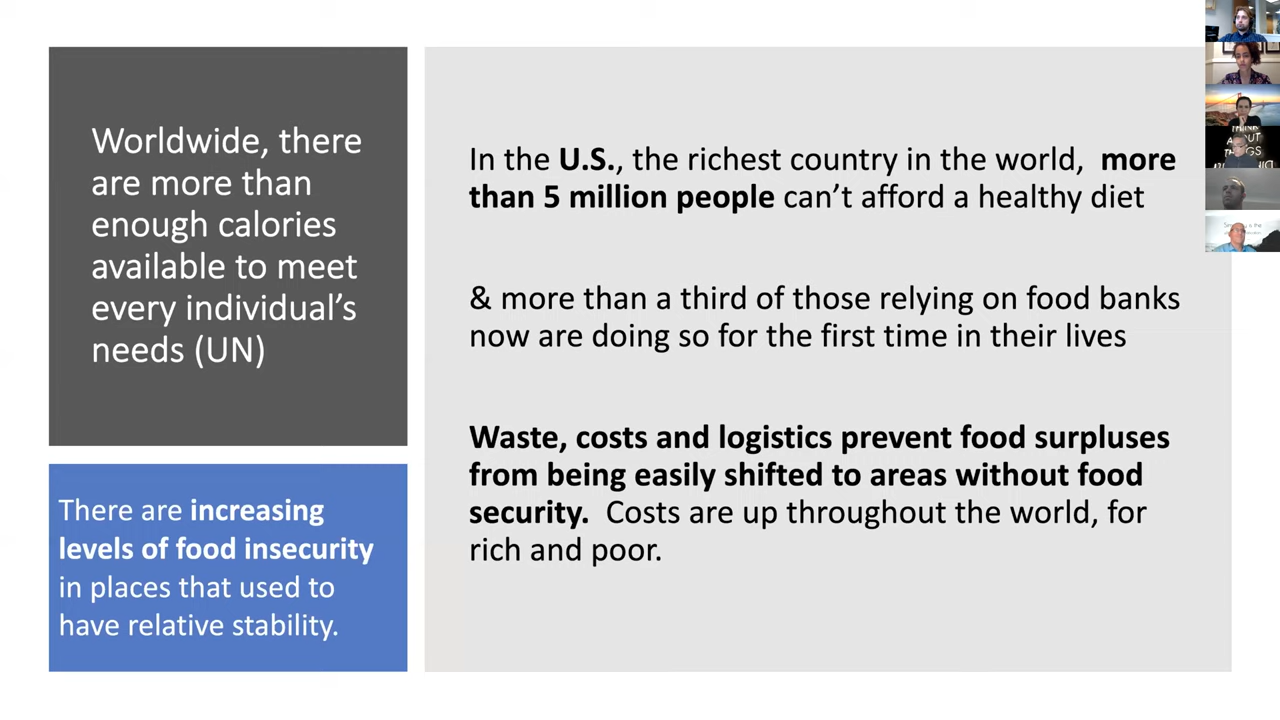 Worldwide, there
are more than
enough calories
available to meet
every individual’s
needs (UN)
There are increasing
levels of food insecurity
in places that used to
have relative stability.
In the U.S., the richest country in the world,  more
than 5 million people can’t afford a healthy diet
& more than a third of those relying on food banks
now are doing so for the first time in their lives
Waste, costs and logistics prevent food surpluses
from being easily shifted to areas without food
security.  Costs are up throughout the world, for
rich and poor.
THINK
ABOUT
THINGS